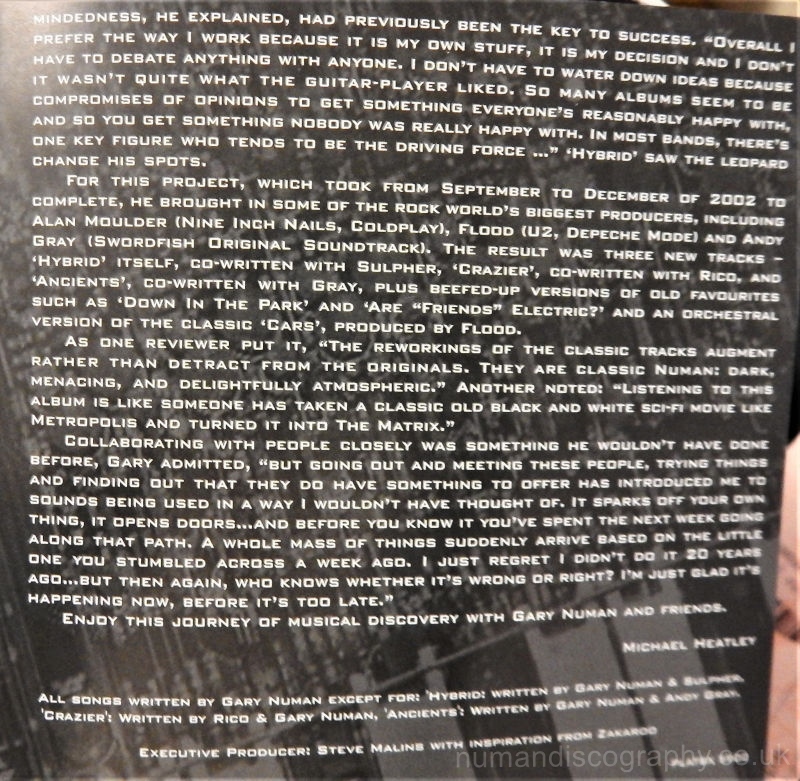 MINDEDNESS, HE EXPLAINED, HAD PREVIOUSLY BEEN THE KEY TO SUCCESS. “OVERALL I
PREFER THE WAY I WORK BECAUSE IT IS MY OWN STUFF, IT IS MY DECISION AND I DON’T
HAVE TO DEBATE ANYTHING WITH ANYONE. I DON’T HAVE TO WATER DOWN IDEAS BECAUSE
IT WASN’T QUITE WHAT THE GUITAR-PLAYER LIKED. SO MANY ALBUMS SEEM TO BE
COMPROMISES OF OPINIONS TO GET SOMETHING EVERYONE’S REASONABLY HAPPY WITH,
AND SO YOU GET SOMETHING NOBODY WAS REALLY HAPPY WITH. IN MOST BANDS, THERE’S
ONE KEY FIGURE WHO TENDS TO BE THE DRIVING FORCE ...” ‘HYBRID’ SAW THE LEOPARD
CHANGE HIS SPOTS.
FOR THIS PROJECT, WHICH TOOK FROM SEPTEMBER TO DECEMBER OF 2002 TO
COMPLETE, HE BROUGHT IN SOME OF THE ROCK WORLD’S BIGGEST PRODUCERS, INCLUDING
ALAN MOULDER (NINE INCH NAILS, COLDPLAY), FLOOD (U2, DEPECHE MODE) AND ANDY
GRAY (SWORDFISH ORIGINAL SOUNDTRACK). THE RESULT WAS THREE NEW TRACKS –
‘HYBRID’ ITSELF, CO-WRITTEN WITH SULPHER, ‘CRAZIER’, CO-WRITTEN WITH RICO, AND
‘ANCIENTS’, CO-WRITTEN WITH GRAY, PLUS BEEFED-UP VERSIONS OF OLD FAVOURITES
SUCH AS ‘DOWN IN THE PARK’ AND ‘ARE “FRIENDS” ELECTRIC?’ AND AN ORCHESTRAL
VERSION OF THE CLASSIC ‘CARS’, PRODUCED BY FLOOD.
AS ONE REVIEWER PUT IT, “THE REWORKINGS OF THE CLASSIC TRACKS AUGMENT
RATHER THAN DETRACT FROM THE ORIGINALS. THEY ARE CLASSIC NUMAN: DARK,
MENACING, AND DELIGHTFULLY ATMOSPHERIC.” ANOTHER NOTED: “LISTENING TO THIS
ALBUM IS LIKE SOMEONE HAS TAKEN A CLASSIC OLD BLACK AND WHITE SCI-FI MOVIE LIKE
METROPOLIS AND TURNED IT INTO THE MATRIX.”
COLLABORATING WITH PEOPLE CLOSELY WAS SOMETHING HE WOULDN’T HAVE DONE
BEFORE, GARY ADMITTED, “BUT GOING OUT AND MEETING THESE PEOPLE, TRYING THINGS
AND FINDING OUT THAT THEY DO HAVE SOMETHING TO OFFER HAS INTRODUCED ME TO
SOUNDS BEING USED IN A WAY I WOULDN’T HAVE THOUGHT OF. IT SPARKS OFF YOUR OWN
THING, IT OPENS DOORS...AND BEFORE YOU KNOW IT YOU’VE SPENT THE NEXT WEEK GOING
ALONG THAT PATH. A WHOLE MASS OF THINGS SUDDENLY ARRIVE BASED ON THE LITTLE
ONE YOU STUMBLED ACROSS A WEEK AGO. I JUST REGRET I DIDN’T DO IT 20 YEARS
AGO...BUT THEN AGAIN, WHO KNOWS WHETHER IT’S WRONG OR RIGHT? I’M JUST GLAD IT’S
HAPPENING NOW, BEFORE IT’S TOO LATE.”
ENJOY THIS JOURNEY OF MUSICAL DISCOVERY WITH GARY NUMAN AND FRIENDS.
MICHAEL HEATLEY
ALL SONGS WRITTEN BY GARY NUMAN EXCEPT FOR: 'HYBRID: WRITTEN BY GARY NUMAN & SULPHER,
'CRAZIER': WRITTEN BY RICO & GARY NUMAN, 'ANCIENTS': WRITTEN BY GARY NUMAN & ANDY GRAY.
EXECUTIVE PRODUCER: STEVE MALINS WITH INSPIRATION FROM ZAKAROO
numandiscography.co.uk